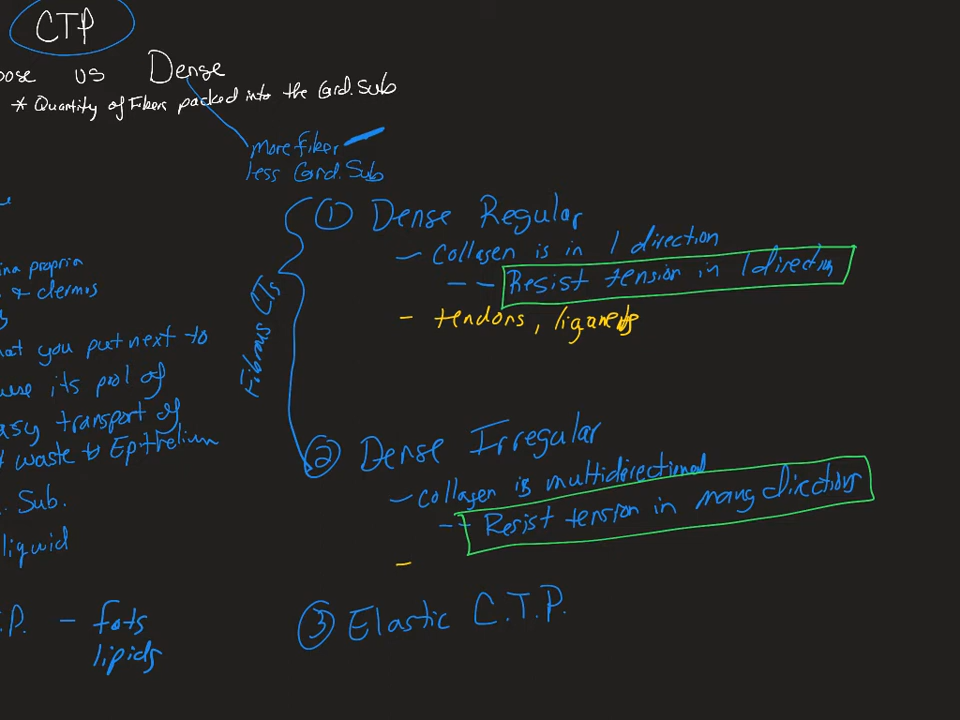 CTP
oose vs Dense
* Quantity of Fibers packed into the Grd. Sub
More fiber
less Grd. Sub
① Dense Regular
- Collagen is in 1 direction
-- Resist tension in 1 direction
- tendons, ligaments
Fibrous CTs
② Dense Irregular
- Collagen is multidirectional
-- Resist tension in many directions
-
③ Elastic C.T.P.
ina propria
& dermos
hat you put next to
use its pool of
asy transport of
waste to Epthelium
. Sub.
liquid
.P. - fats
lipids